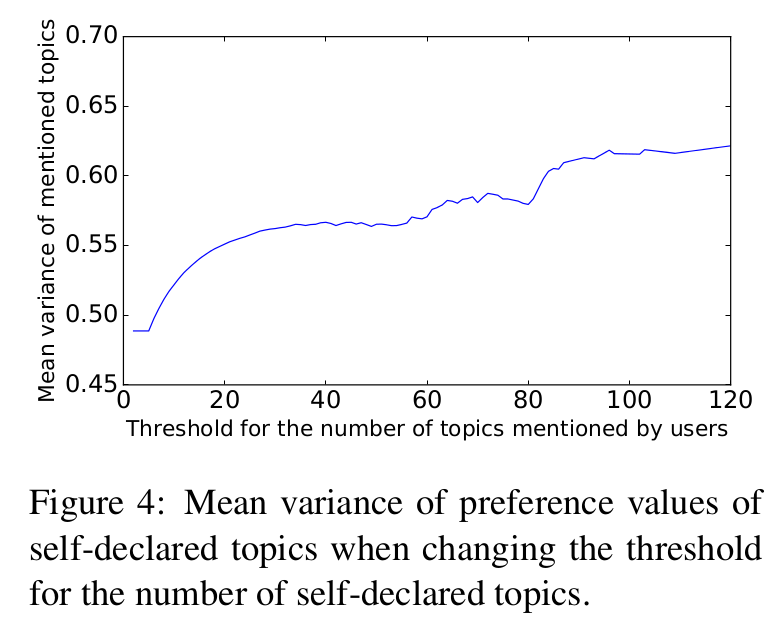 Mean variance of mentioned topics
0.70
0.65
0.60
0.55
0.50
0.45
0 20 40 60 80 100 120
Threshold for the number of topics mentioned by users
Figure 4: Mean variance of preference values of
self-declared topics when changing the threshold
for the number of self-declared topics.